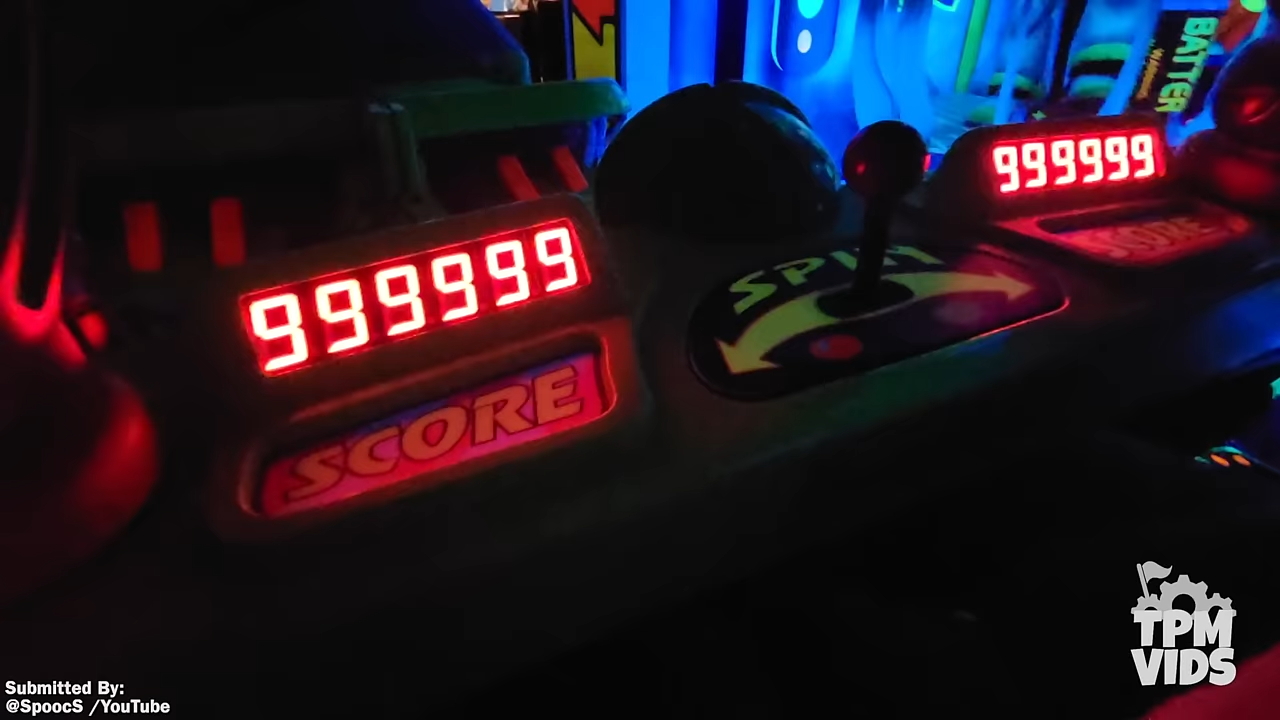 BATTER
999999
SCORE
SPIN
999999
SCORE
TPM
VIDS
Submitted By:
@SpoocS /YouTube